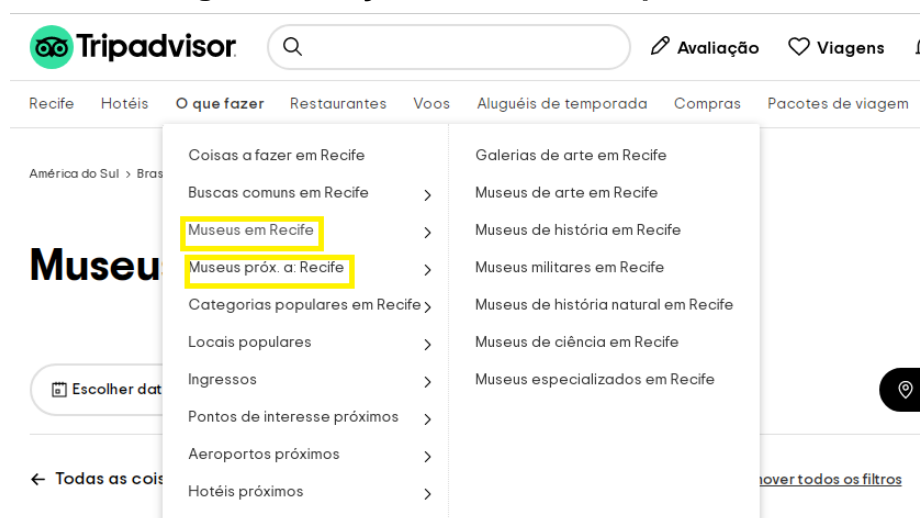 Tripadvisor
Avaliação
Viagens
Recife
Hotéis
O que fazer
Restaurantes
Voos
Aluguéis de temporada
Compras
Pacotes de viagem
América do Sul >
Coisas a fazer em Recife
Buscas comuns em Recife
Museus em Recife
Museus próx. a: Recife
Categorias populares em Recife
Locais populares
Ingressos
Pontos de interesse próximos
Aeroportos próximos
Hotéis próximos
Galerias de arte em Recife
Museus de arte em Recife
Museus de história em Recife
Museus militares em Recife
Museus de história natural em Recife
Museus de ciência em Recife
Museus especializados em Recife
Escolher
← Todas as
todos os filtros